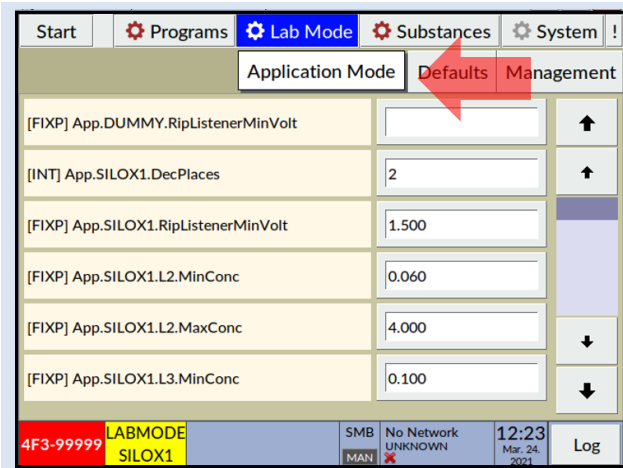 Start Programs Lab Mode Substances System !
Application Mode Defaults Management
[FIXP] App.DUMMY.RipListenerMinVolt
[INT] App.SILOX1.DecPlaces 2
[FIXP] App.SILOX1.RipListenerMinVolt 1.500
[FIXP] App.SILOX1.L2.MinConc 0.060
[FIXP] App.SILOX1.L2.MaxConc 4.000
[FIXP] App.SILOX1.L3.MinConc 0.100
4F3-99999 LABMODE SMB No Network 12:23 Log
SILOX1 MAN UNKNOWN Mar. 24.
2021